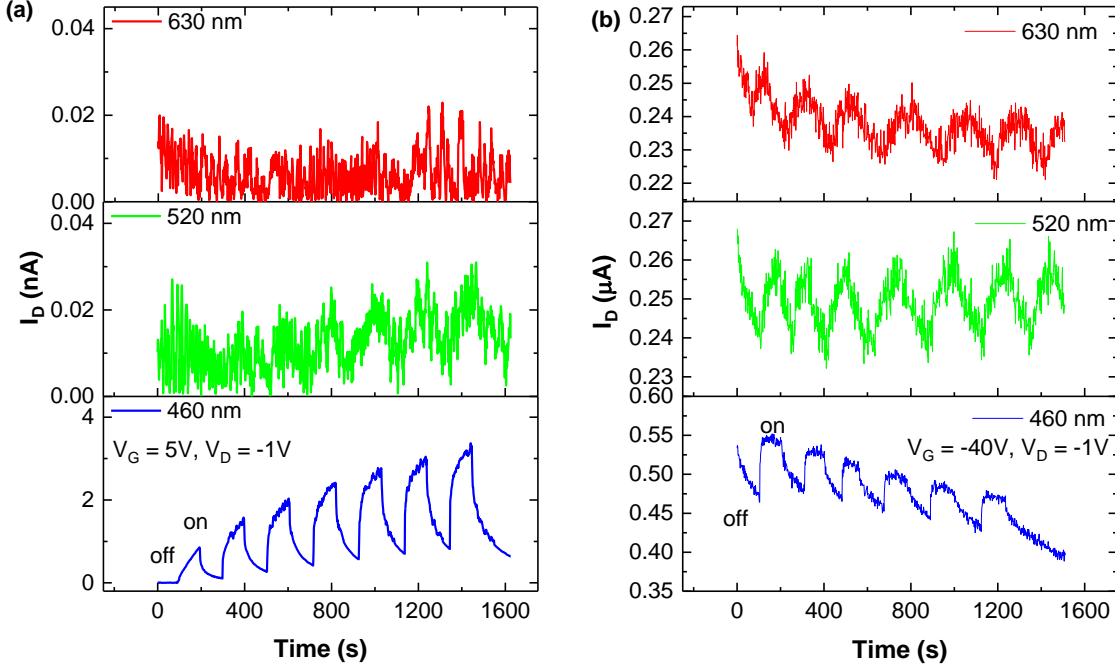 (a)
630 nm
0.04
0.02
0.00
520 nm
0.04
0.02
0.00
I_D (nA)
460 nm
V_G = 5V, V_D = -1V
on
off
4
2
0
0 400 800 1200 1600
Time (s)
(b)
630 nm
0.27
0.26
0.25
0.24
0.23
0.22
520 nm
0.27
0.26
0.25
0.24
0.23
I_D (μA)
460 nm
on
V_G = -40V, V_D = -1V
off
0.60
0.55
0.50
0.45
0.40
0.35
0 400 800 1200 1600
Time (s)